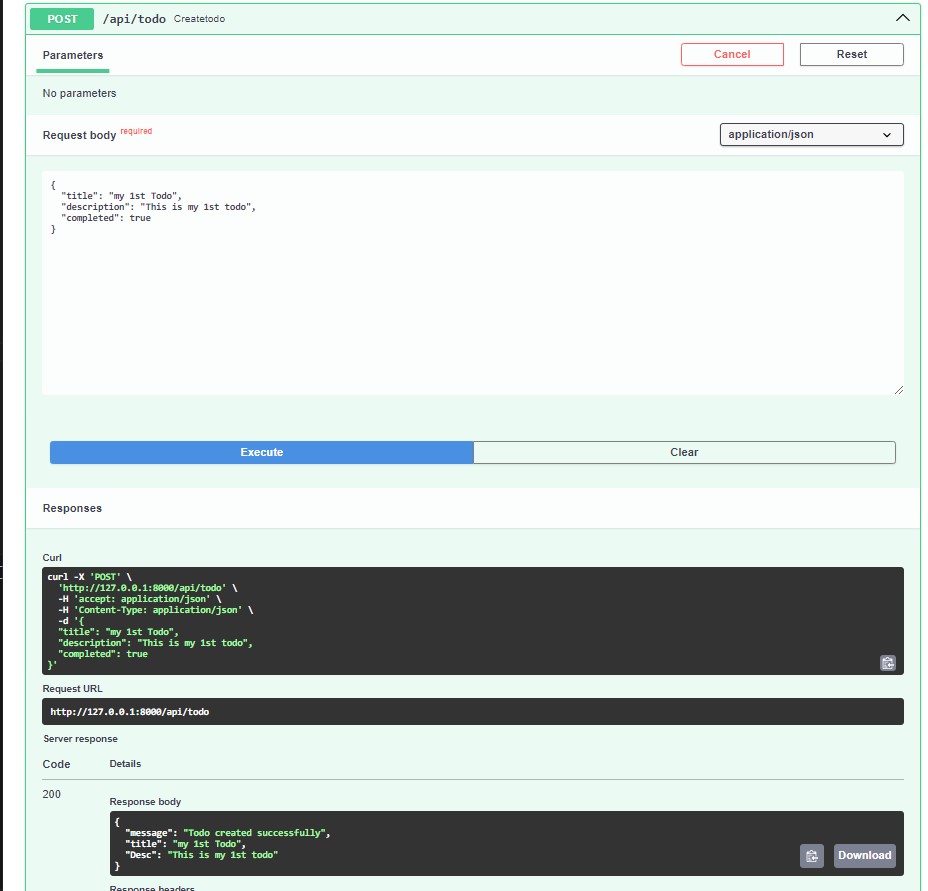 POST /api/todo Createtodo
Parameters
Cancel
Reset
No parameters
Request body required
application/json
{
  "title": "my 1st Todo",
  "description": "This is my 1st todo",
  "completed": true
}
Execute
Clear
Responses
Curl
curl -X 'POST' \
  'http://127.0.0.1:8000/api/todo' \
  -H 'accept: application/json' \
  -H 'Content-Type: application/json' \
  -d '{
  "title": "my 1st Todo",
  "description": "This is my 1st todo",
  "completed": true
}'
Request URL
http://127.0.0.1:8000/api/todo
Server response
Code Details
200
Response body
{
  "message": "Todo created successfully",
  "title": "my 1st Todo",
  "Desc": "This is my 1st todo"
}
Download
Response headers